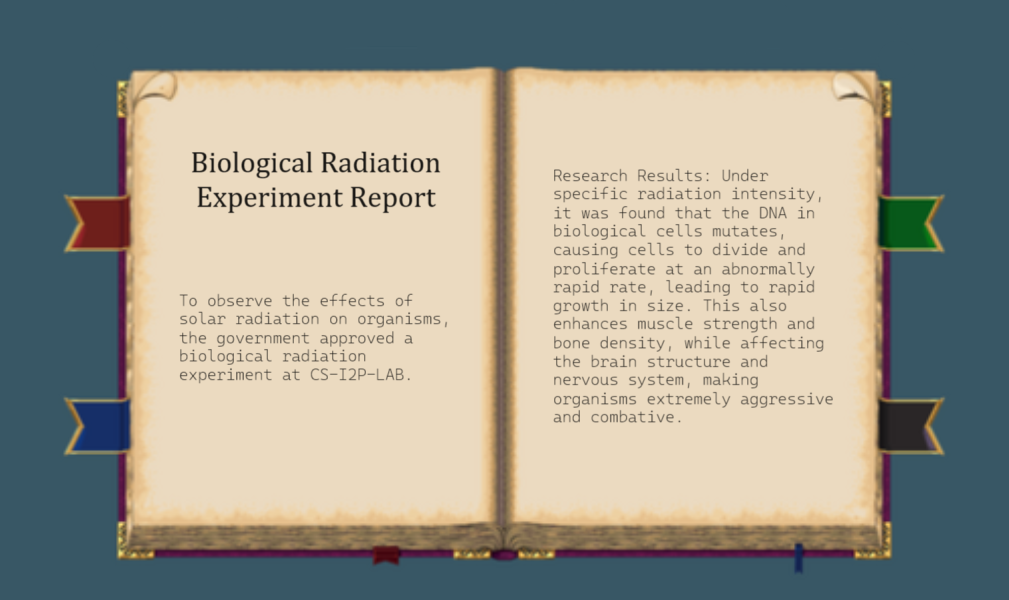 Biological Radiation
Experiment Report
To observe the effects of
solar radiation on organisms,
the government approved a
biological radiation
experiment at CS-I2P-LAB.
Research Results: Under
specific radiation intensity,
it was found that the DNA in
biological cells mutates,
causing cells to divide and
proliferate at an abnormally
rapid rate, leading to rapid
growth in size. This also
enhances muscle strength and
bone density, while affecting
the brain structure and
nervous system, making
organisms extremely aggressive
and combative.